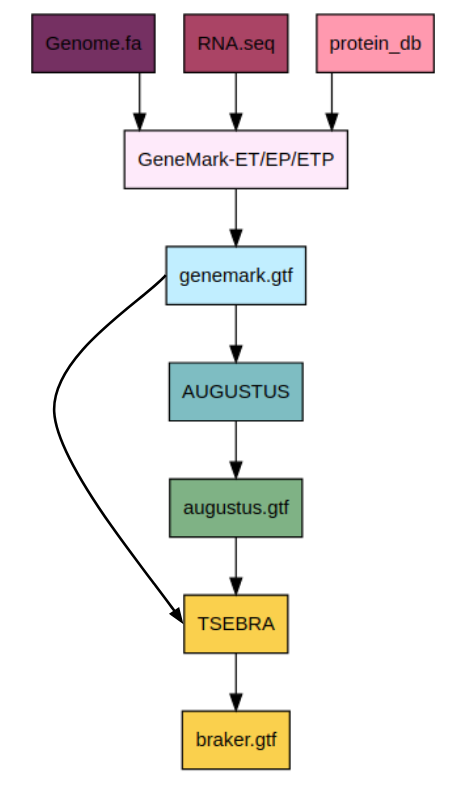 Genome.fa
RNA.seq
protein_db
GeneMark-ET/EP/ETP
genemark.gtf
AUGUSTUS
augustus.gtf
TSEBRA
braker.gtf